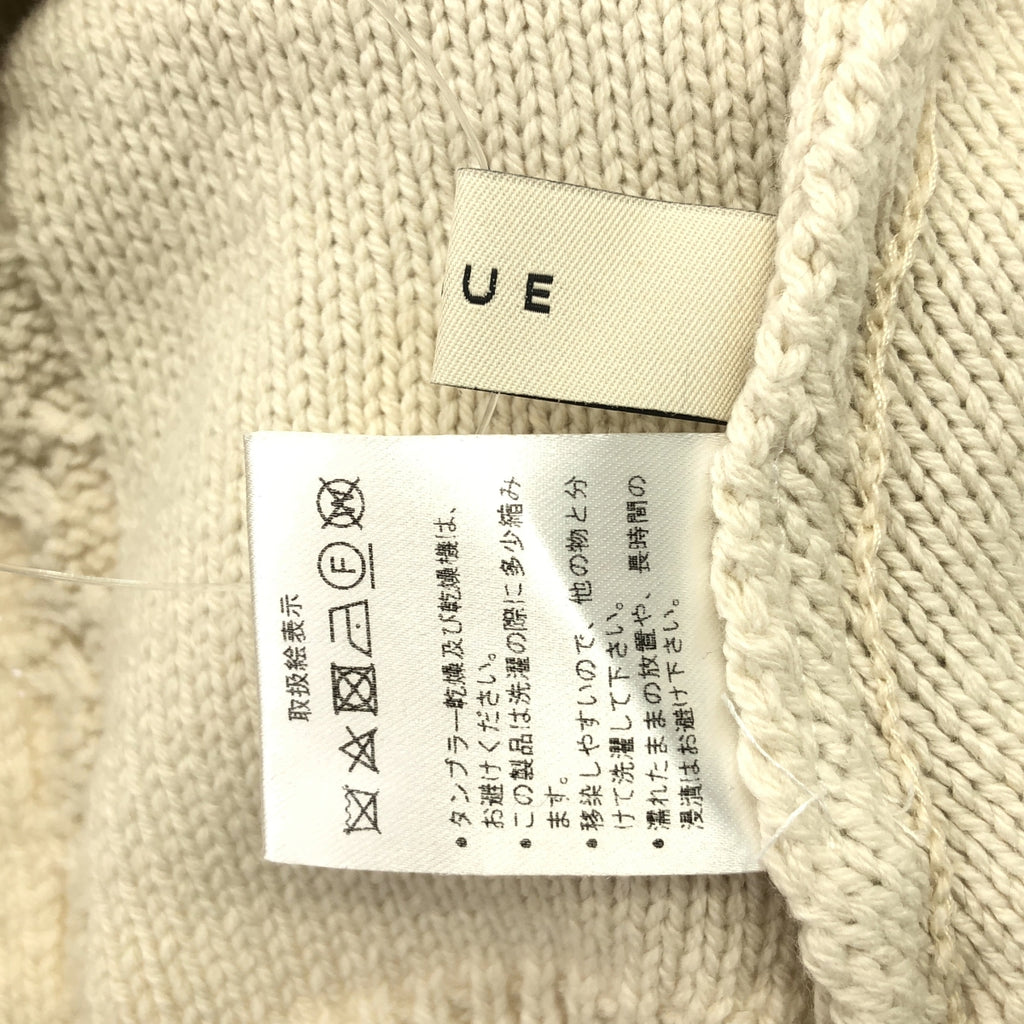 U E
取扱絵表示
F W
・タンブラー乾燥及び乾燥機は、
お避けください。
・この製品は洗濯の際に多少縮み
ます。
・移染しやすいので、他の物と分
けて洗濯して下さい。
・濡れたままの放置や、長時間の
浸漬はお避け下さい。